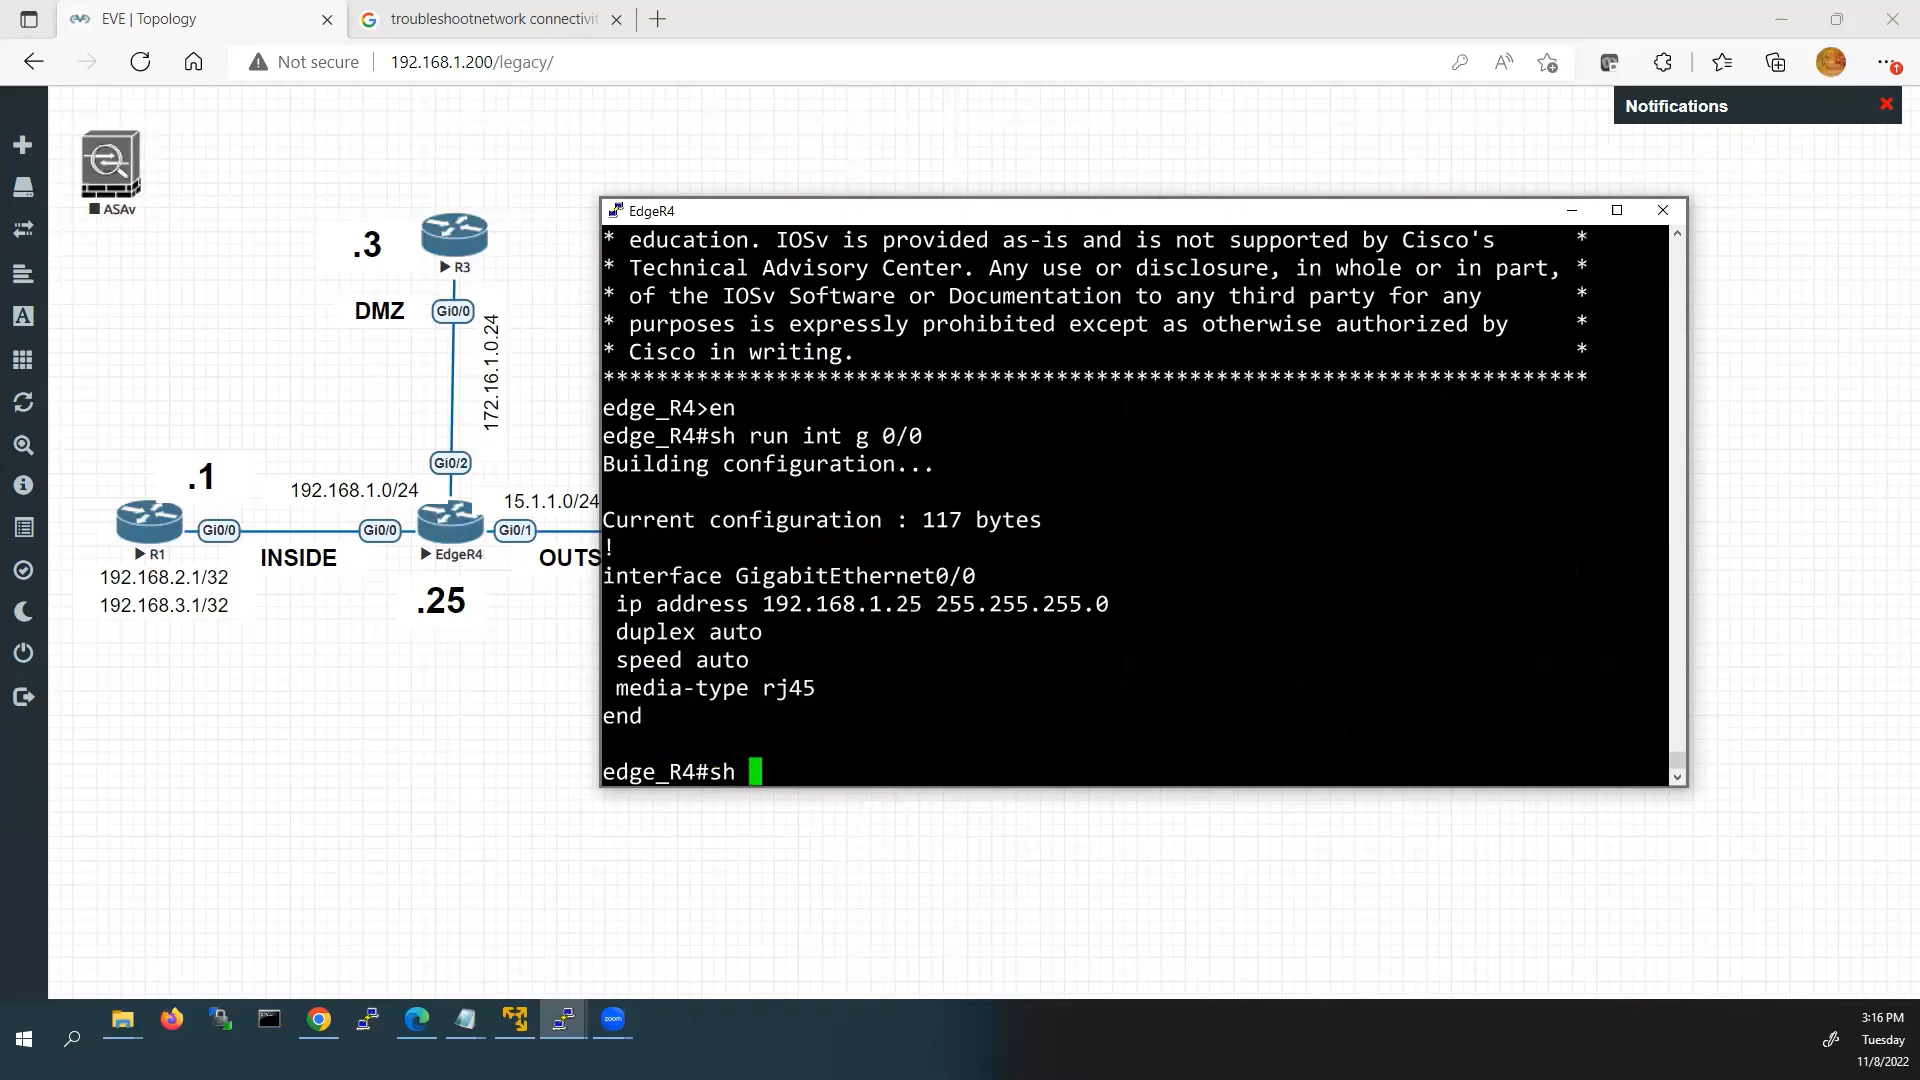 EVE | Topology
troubleshootnetwork connectivit
Not secure
192.168.1.200/legacy/
Notifications
ASAv
.3
R3
DMZ
Gi0/0
172.16.1.0.24
Gi0/2
.1
192.168.1.0/24
15.1.1.0/24
Gi0/0
Gi0/0
Gi0/1
R1
INSIDE
EdgeR4
OUTS
192.168.2.1/32
192.168.3.1/32
.25
EdgeR4
* education. IOSv is provided as-is and is not supported by Cisco's *
* Technical Advisory Center. Any use or disclosure, in whole or in part, *
* of the IOSv Software or Documentation to any third party for any *
* purposes is expressly prohibited except as otherwise authorized by *
* Cisco in writing. *
**************************************************************************
edge_R4>en
edge_R4#sh run int g 0/0
Building configuration...
Current configuration : 117 bytes
!
interface GigabitEthernet0/0
ip address 192.168.1.25 255.255.255.0
duplex auto
speed auto
media-type rj45
end
edge_R4#sh
zoom
3:16 PM
Tuesday
11/8/2022